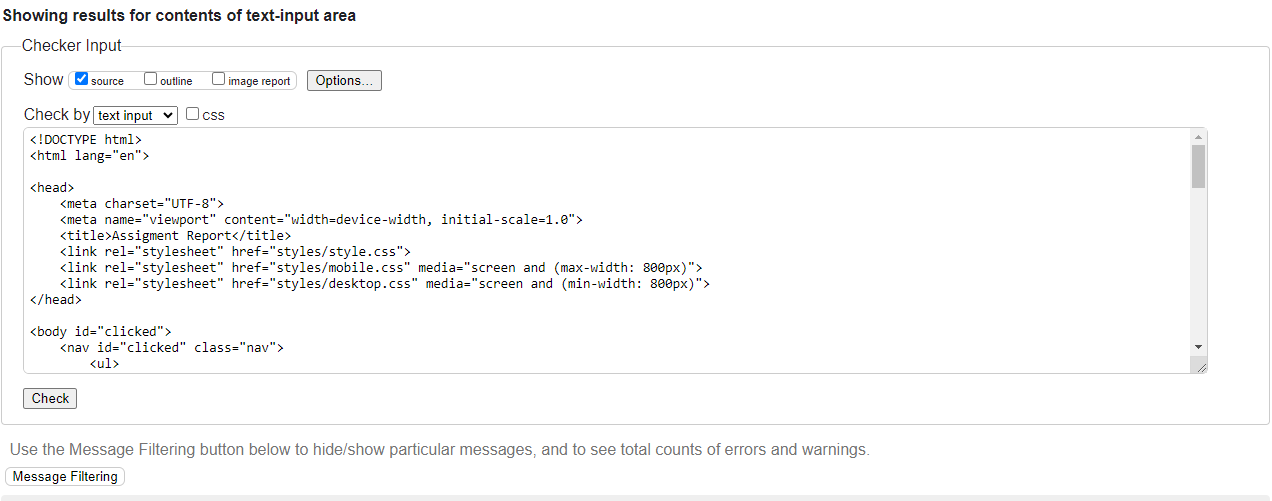 Showing results for contents of text-input area
Checker Input
Show source outline image report Options...
Check by text input css
<!DOCTYPE html>
<html lang="en">
<head>
<meta charset="UTF-8">
<meta name="viewport" content="width=device-width, initial-scale=1.0">
<title>Assigment Report</title>
<link rel="stylesheet" href="styles/style.css">
<link rel="stylesheet" href="styles/mobile.css" media="screen and (max-width: 800px)">
<link rel="stylesheet" href="styles/desktop.css" media="screen and (min-width: 800px)">
</head>
<body id="clicked">
<nav id="clicked" class="nav">
<ul>
Check
Use the Message Filtering button below to hide/show particular messages, and to see total counts of errors and warnings.
Message Filtering